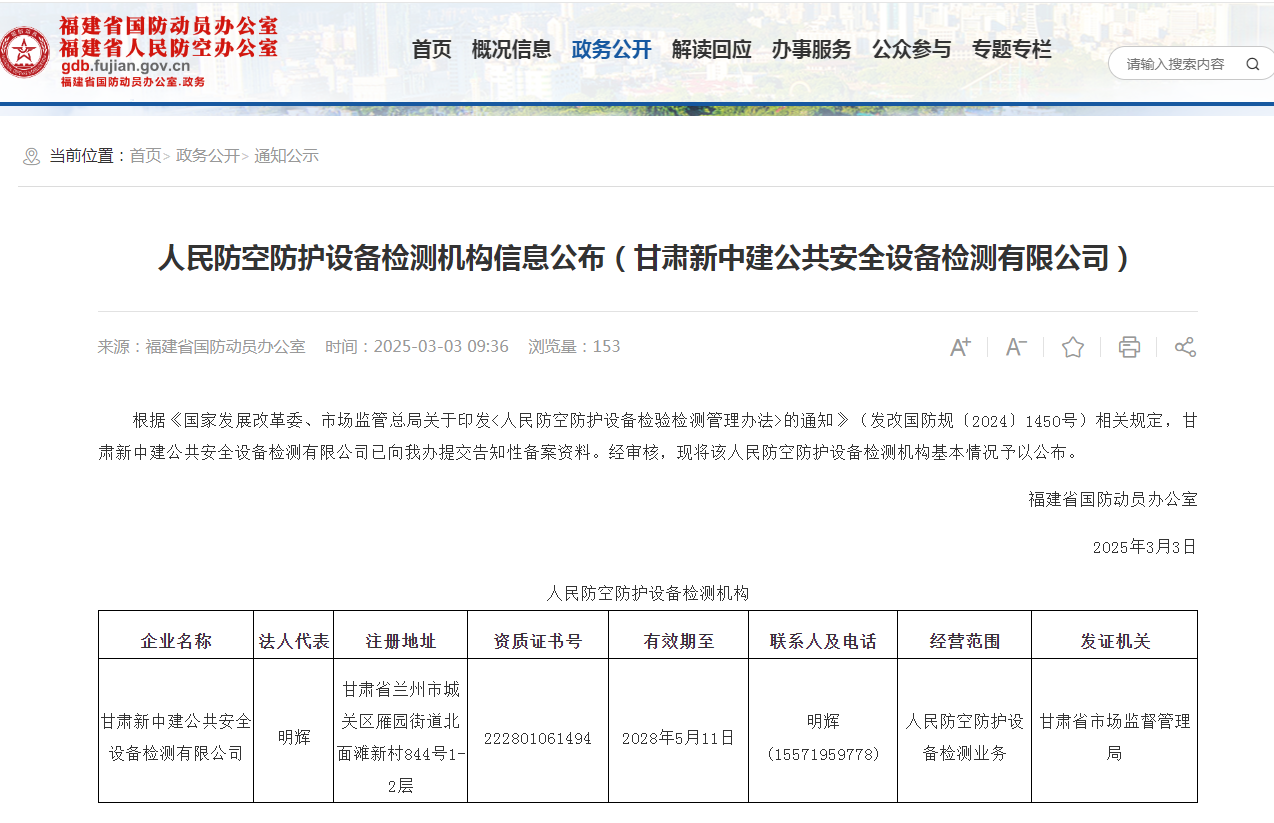 福建省国防动员办公室
福建省人民防空办公室
gdb.fujian.gov.cn
福建省国防动员办公室.政务
首页 概况信息 政务公开 解读回应 办事服务 公众参与 专题专栏
请输入搜索内容
当前位置：首页> 政务公开> 通知公示
人民防空防护设备检测机构信息公布（甘肃新中建公共安全设备检测有限公司）
来源：福建省国防动员办公室 时间：2025-03-03 09:36 浏览量：153
A+ A-
根据《国家发展改革委、市场监管总局关于印发<人民防空防护设备检验检测管理办法>的通知》（发改国防规〔2024〕1450号）相关规定，甘
肃新中建公共安全设备检测有限公司已向我办提交告知性备案资料。经审核，现将该人民防空防护设备检测机构基本情况予以公布。
福建省国防动员办公室
2025年3月3日
人民防空防护设备检测机构
企业名称 法人代表 注册地址 资质证书号 有效期至 联系人及电话 经营范围 发证机关
甘肃新中建公共安全
设备检测有限公司
明辉
甘肃省兰州市城
关区雁园街道北
面滩新村844号1-
2层
222801061494
2028年5月11日
明辉
(15571959778)
人民防空防护设
备检测业务
甘肃省市场监督管理
局